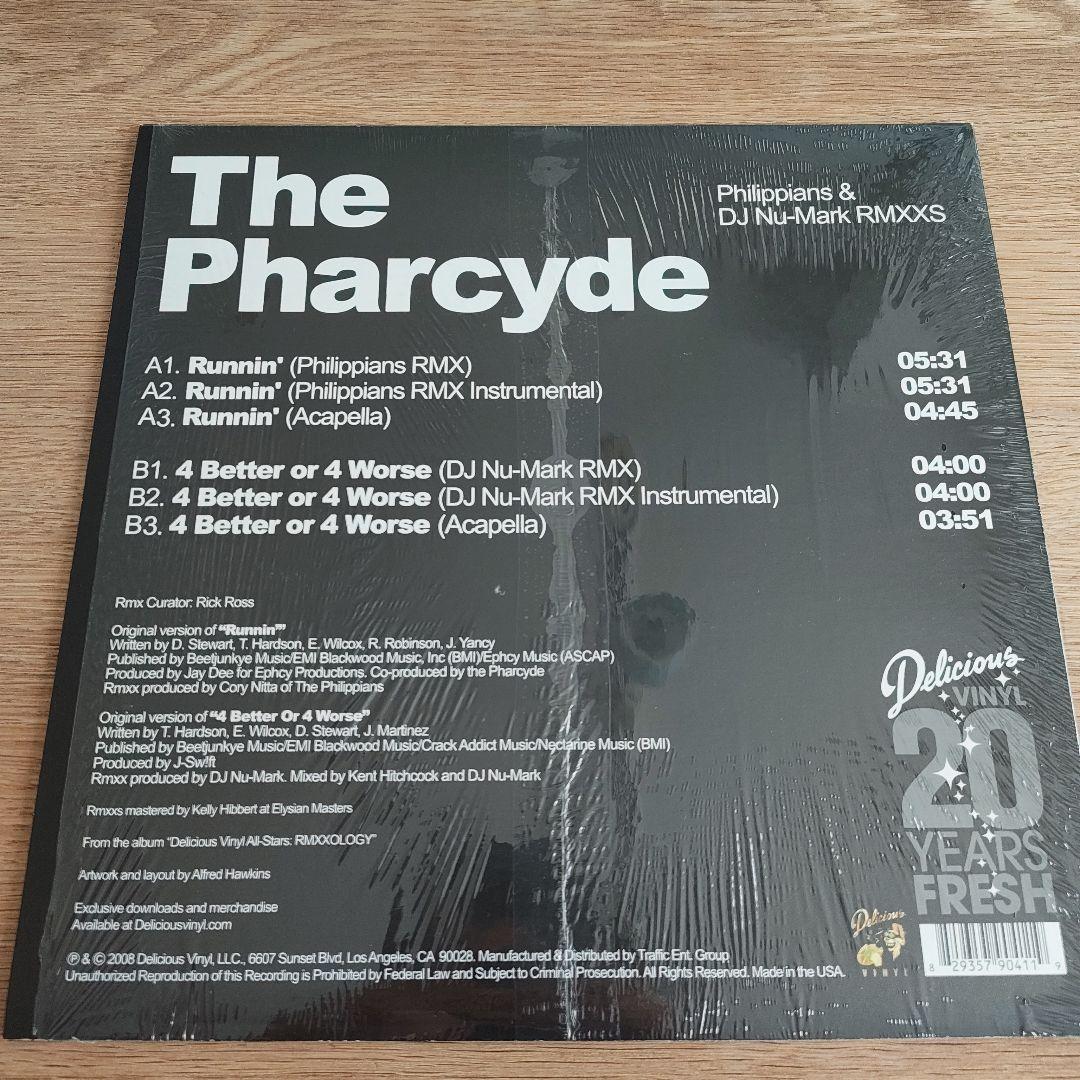 The
Pharcyde
Philippians &
DJ Nu-Mark RMXXS
A1. Runnin' (Philippians RMX) 05:31
A2. Runnin' (Philippians RMX Instrumental) 05:31
A3. Runnin' (Acapella) 04:45
B1. 4 Better or 4 Worse (DJ Nu-Mark RMX) 04:00
B2. 4 Better or 4 Worse (DJ Nu-Mark RMX Instrumental) 04:00
B3. 4 Better or 4 Worse (Acapella) 03:51
Rmx Curator: Rick Ross
Original version of "Runnin'"
Written by D. Stewart, T. Hardson, E. Wilcox, R. Robinson, J. Yancy
Published by Beetjunkye Music/EMI Blackwood Music, Inc (BMI)/Ephcy Music (ASCAP)
Produced by Jay Dee for Ephcy Productions. Co-produced by the Pharcyde
Rmxx produced by Cory Nitta of The Philippians
Original version of "4 Better Or 4 Worse"
Written by T. Hardson, E. Wilcox, D. Stewart, J. Martinez
Published by Beetjunkye Music/EMI Blackwood Music/Crack Addict Music/Nectarine Music (BMI)
Produced by J-Sw!ft
Rmxx produced by DJ Nu-Mark. Mixed by Kent Hitchcock and DJ Nu-Mark
Rmxxs mastered by Kelly Hibbert at Elysian Masters
From the album "Delicious Vinyl All-Stars: RMXXOLOGY"
Artwork and layout by Alfred Hawkins
Exclusive downloads and merchandise
Available at Deliciousvinyl.com
℗ & © 2008 Delicious Vinyl, LLC., 6607 Sunset Blvd, Los Angeles, CA 90028. Manufactured & Distributed by Traffic Ent. Group
Unauthorized Reproduction of this Recording is Prohibited by Federal Law and Subject to Criminal Prosecution. All Rights Reserved. Made in the USA.
Delicious
VINYL
20
YEARS
FRESH
Delicious
VINYL
8 29357 90411 9